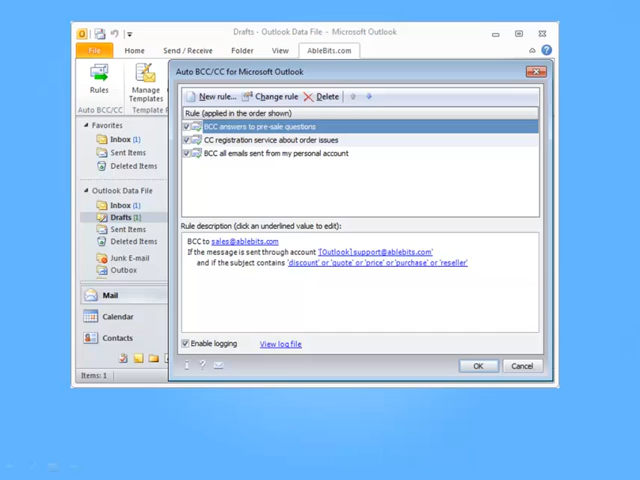 Drafts - Outlook Data File - Microsoft Outlook
File Home Send / Receive Folder View AbleBits.com
Rules
Manage Templates
Auto BCC/CC
Favorites
Inbox (1)
Sent Items
Deleted Items
Outlook Data File
Inbox (1)
Drafts [1]
Sent Items
Deleted Items
Junk E-mail
Outbox
Mail
Calendar
Contacts
Items: 1
Auto BCC/CC for Microsoft Outlook
New rule... Change rule Delete
Rule (applied in the order shown)
BCC answers to pre-sale questions
CC registration service about order issues
BCC all emails sent from my personal account
Rule description (click an underlined value to edit):
BCC to sales@ablebits.com
If the message is sent through account '[Outlook] support@ablebits.com'
and if the subject contains 'discount' or 'quote' or 'price' or 'purchase' or 'reseller'
Enable logging View log file
OK Cancel